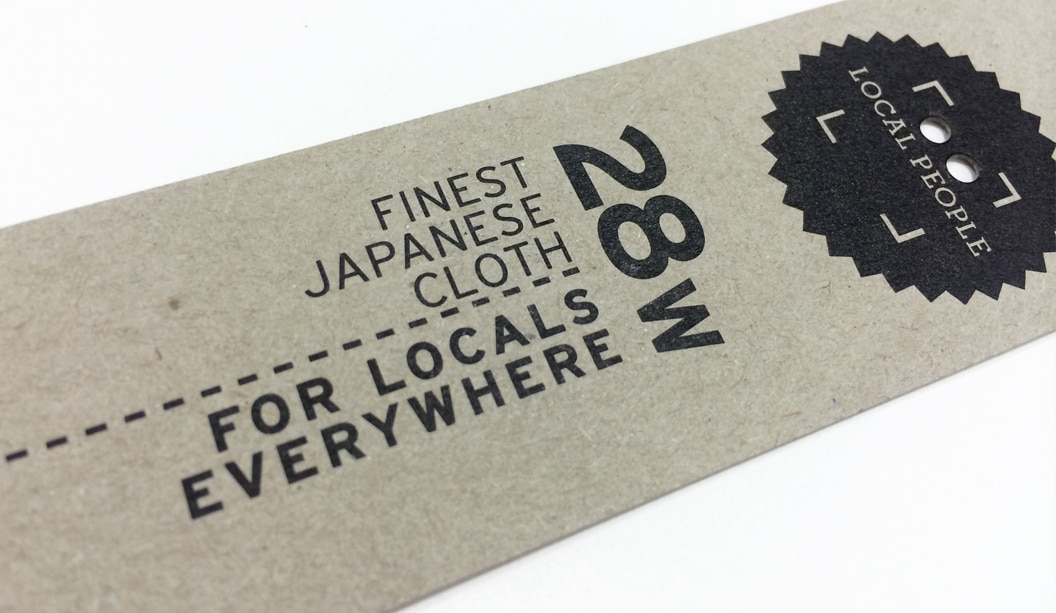 FINEST
JAPANESE
CLOTH
FOR LOCALS
EVERYWHERE
28W
LOCAL PEOPLE